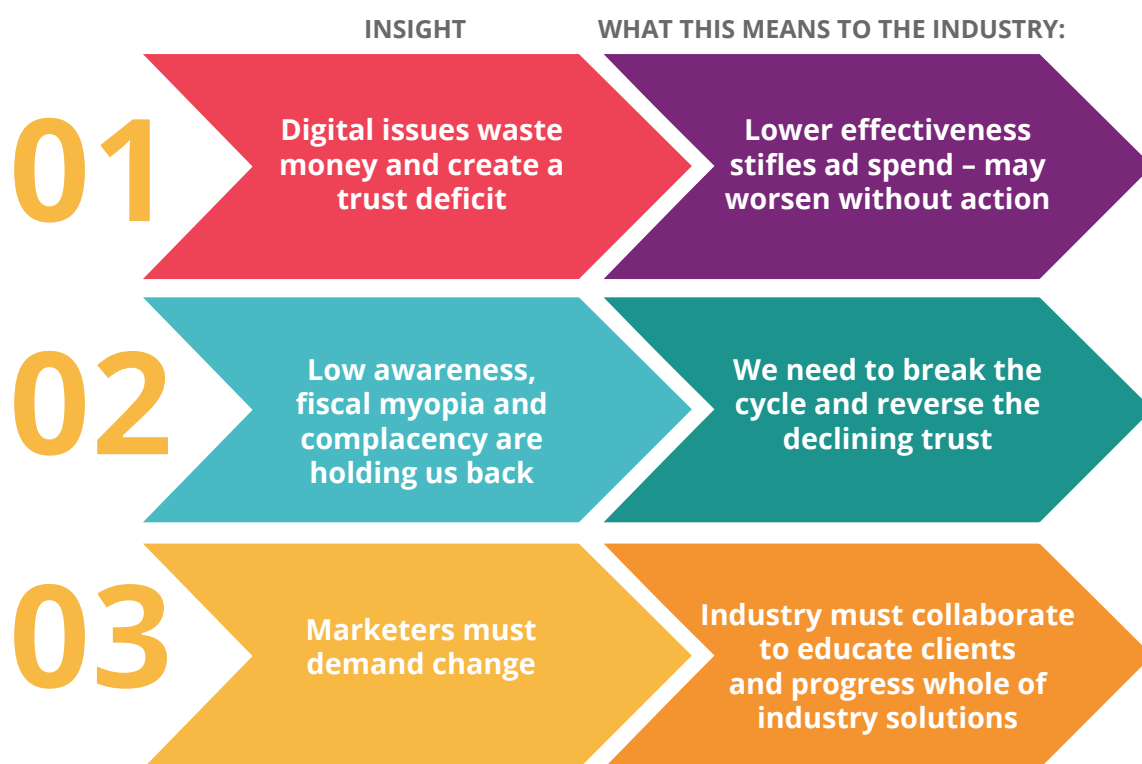 INSIGHT
WHAT THIS MEANS TO THE INDUSTRY:
01
Digital issues waste
money and create a
trust deficit
Lower effectiveness
stifles ad spend – may
worsen without action
02
Low awareness,
fiscal myopia and
complacency are
holding us back
We need to break the
cycle and reverse the
declining trust
03
Marketers must
demand change
Industry must collaborate
to educate clients
and progress whole of
industry solutions